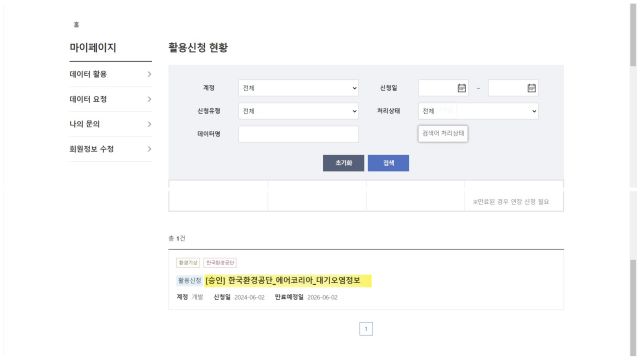 홈
마이페이지
데이터 활용
데이터 요청
나의 문의
회원정보 수정
활용신청 현황
계정 전체 신청일 -
신청유형 전체 처리상태 전체
데이터명 검색어 처리상태
초기화 검색
※만료된 경우 연장 신청 필요
총 1건
환경기상 한국환경공단
활용신청 [승인] 한국환경공단_에어코리아_대기오염정보
계정 개발 신청일 2024-06-02 만료예정일 2026-06-02
1